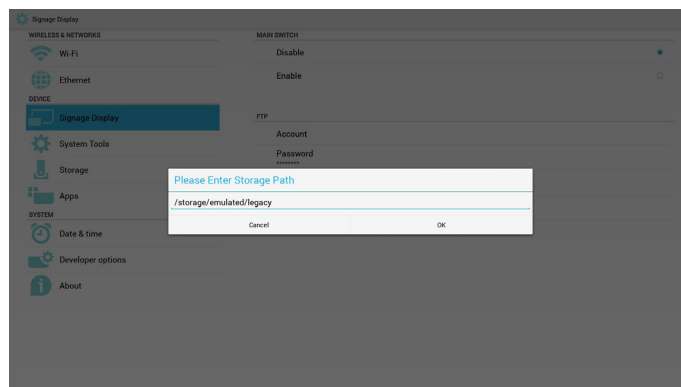 Signage Display
WIRELESS & NETWORKS
Wi-Fi
Ethernet
DEVICE
Signage Display
System Tools
Storage
Apps
SYSTEM
Date & time
Developer options
About
MAIN SWITCH
Disable
Enable
FTP
Account
Password
********
Please Enter Storage Path
/storage/emulated/legacy
Cancel
OK